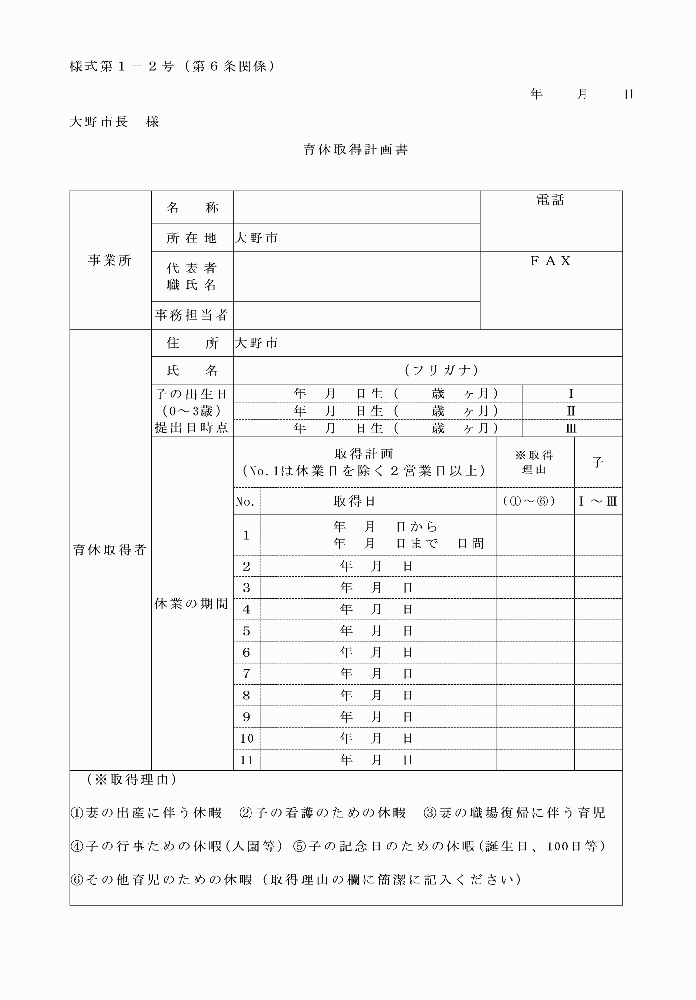 様式第１－２号（第６条関係）
年　　月　　日
大野市長　様
育休取得計画書
事業所
名　　称
電話
所在地
大野市
代表者
職氏名
ＦＡＸ
事務担当者
育休取得者
住　　所
大野市
氏　　名
（フリガナ）
子の出生日
（0～3歳）
提出日時点
年　月　日生（　　歳　ヶ月）　Ⅰ
年　月　日生（　　歳　ヶ月）　Ⅱ
年　月　日生（　　歳　ヶ月）　Ⅲ
休業の期間
取得計画
（No.1は休業日を除く２営業日以上）
※取得
理由
子
No.　取得日　（①～⑥）　Ⅰ～Ⅲ
1
年　月　日から
年　月　日まで　日間
2　年　月　日
3　年　月　日
4　年　月　日
5　年　月　日
6　年　月　日
7　年　月　日
8　年　月　日
9　年　月　日
10　年　月　日
11　年　月　日
（※取得理由）
①妻の出産に伴う休暇　②子の看護のための休暇　③妻の職場復帰に伴う育児
④子の行事ための休暇(入園等）⑤子の記念日のための休暇(誕生日、100日等）
⑥その他育児のための休暇（取得理由の欄に簡潔に記入ください）